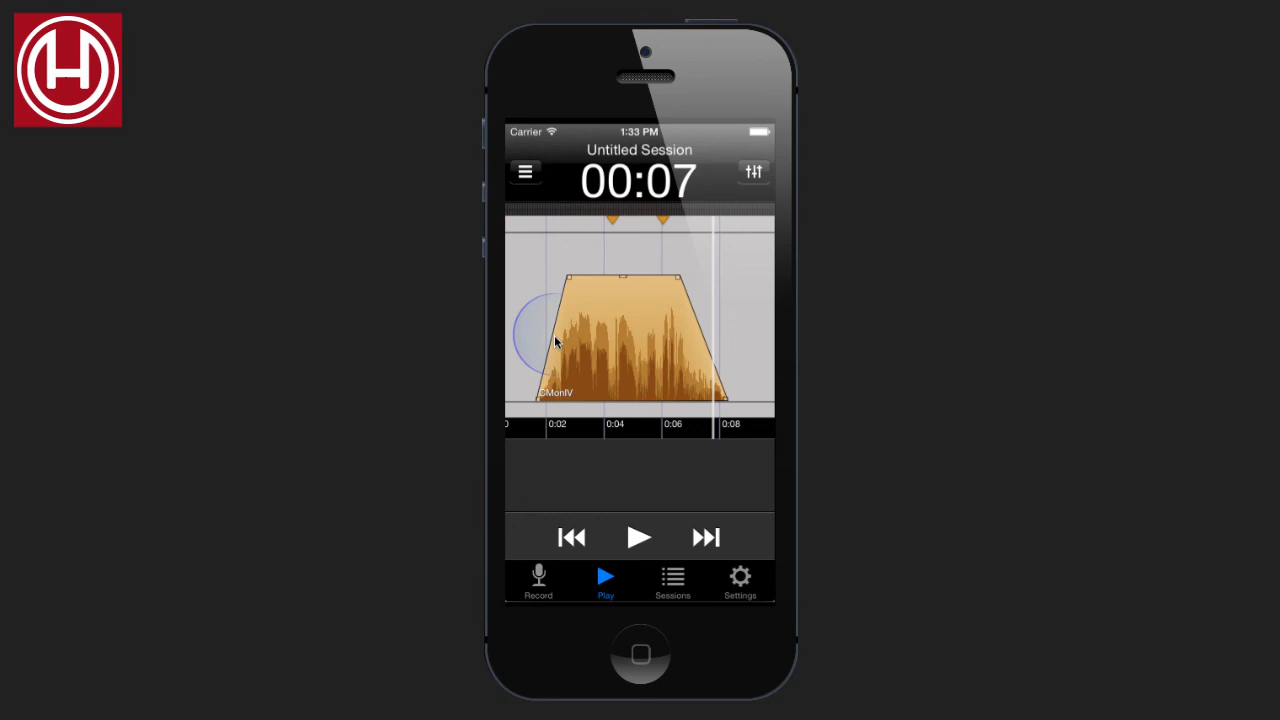 H
Carrier
1:33 PM
Untitled Session
00:07
CMonIV
0
0:02
0:04
0:06
0:08
Record
Play
Sessions
Settings